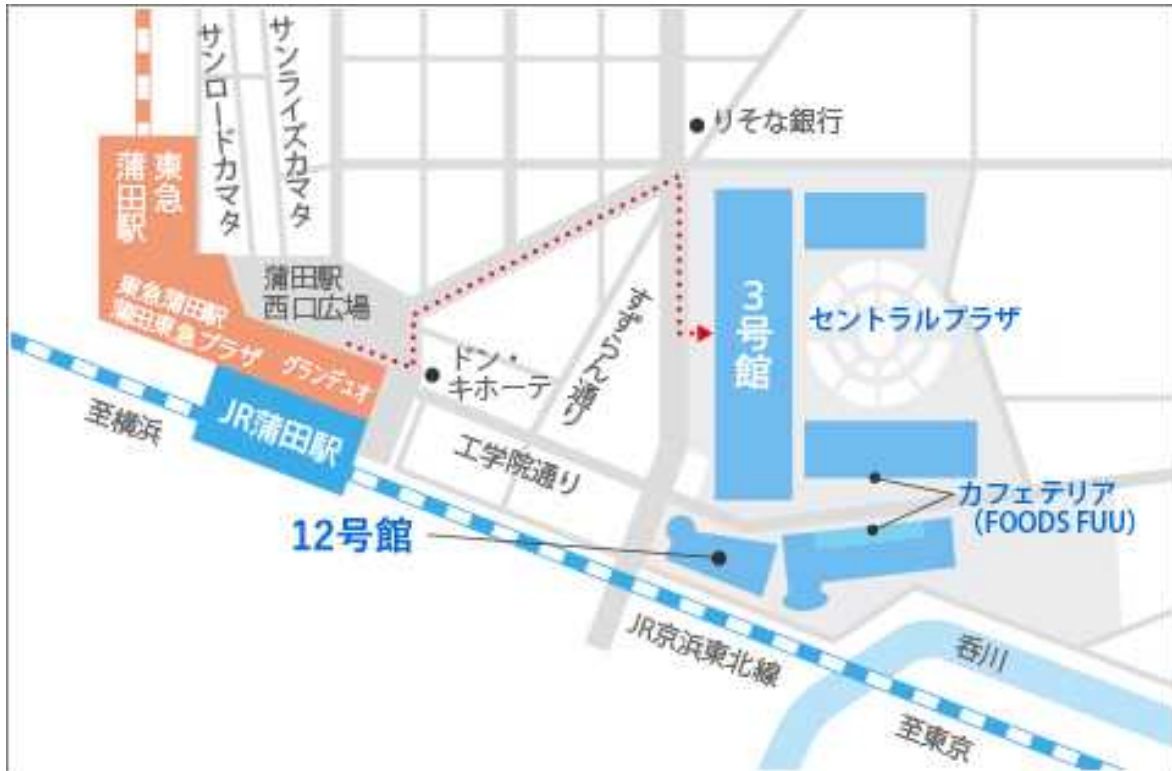 サンロードカマタ
サンライズカマタ
りそな銀行
東急
蒲田駅
蒲田駅
西口広場
東急蒲田駅
蒲田東急プラザ
グランデュオ
JR蒲田駅
至横浜
ドン・
キホーテ
すずらん通り
工学院通り
3号館
セントラルプラザ
カフェテリア
(FOODS FUU)
12号館
JR京浜東北線
呑川
至東京